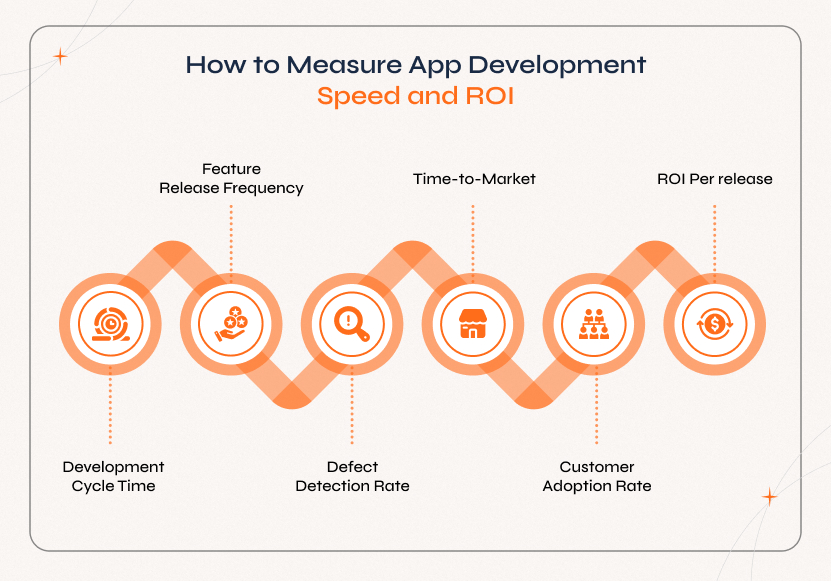 How to Measure App Development
Speed and ROI
Feature
Release Frequency
Time-to-Market
ROI Per release
Development
Cycle Time
Defect
Detection Rate
Customer
Adoption Rate